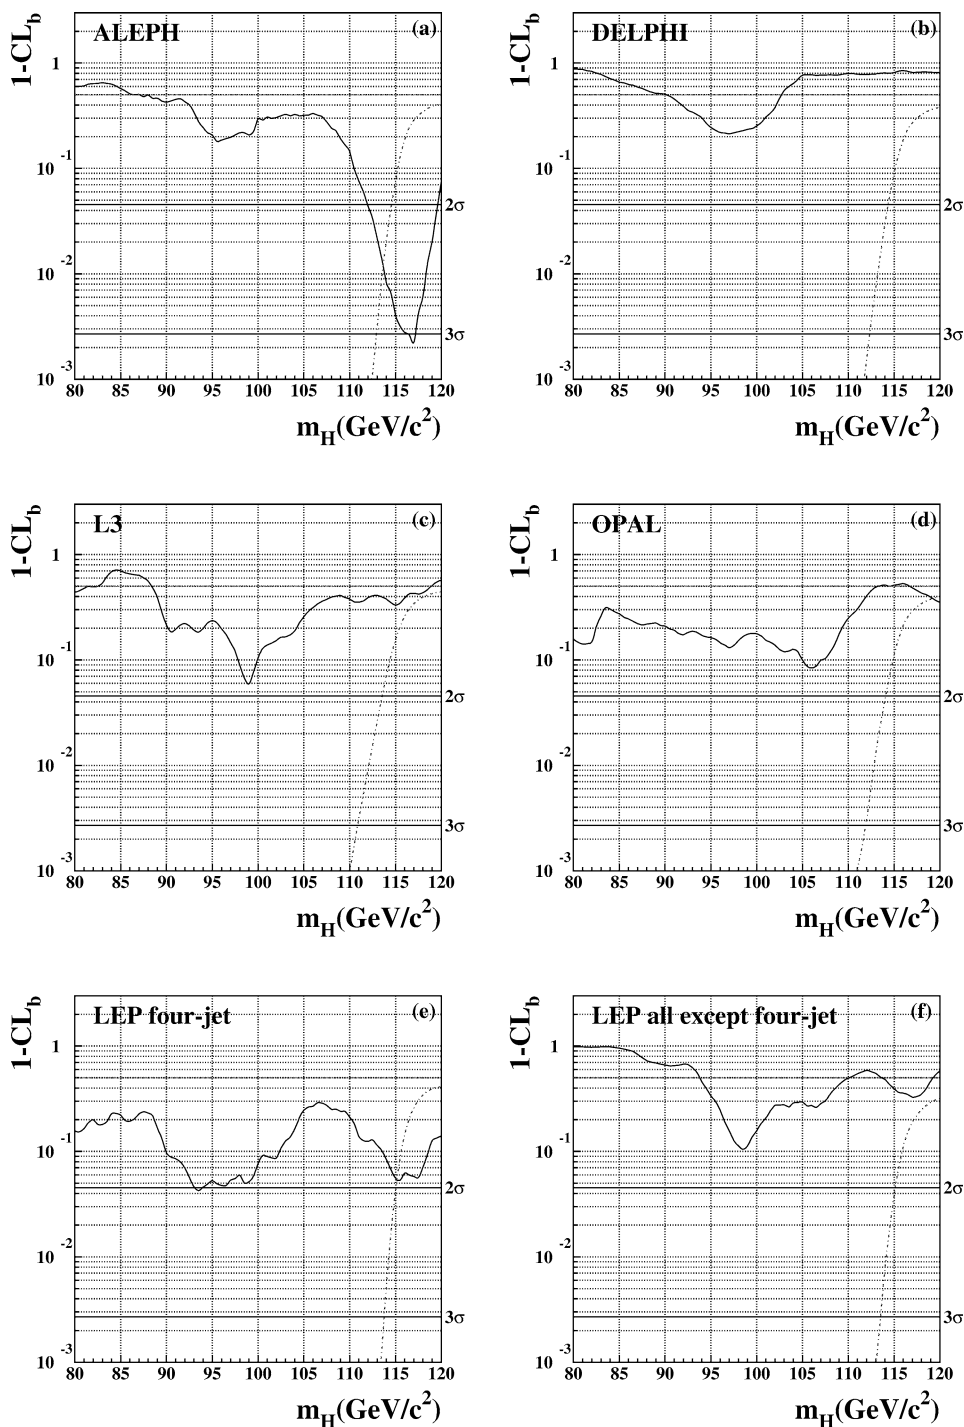 1-CL_b
ALEPH
(a)
1
10^-1
2σ
10^-2
3σ
10^-3
80 85 90 95 100 105 110 115 120
m_H(GeV/c^2)
1-CL_b
DELPHI
(b)
1
10^-1
2σ
10^-2
3σ
10^-3
80 85 90 95 100 105 110 115 120
m_H(GeV/c^2)
1-CL_b
L3
(c)
1
10^-1
2σ
10^-2
3σ
10^-3
80 85 90 95 100 105 110 115 120
m_H(GeV/c^2)
1-CL_b
OPAL
(d)
1
10^-1
2σ
10^-2
3σ
10^-3
80 85 90 95 100 105 110 115 120
m_H(GeV/c^2)
1-CL_b
LEP four-jet
(e)
1
10^-1
2σ
10^-2
3σ
10^-3
80 85 90 95 100 105 110 115 120
m_H(GeV/c^2)
1-CL_b
LEP all except four-jet
(f)
1
10^-1
2σ
10^-2
3σ
10^-3
80 85 90 95 100 105 110 115 120
m_H(GeV/c^2)